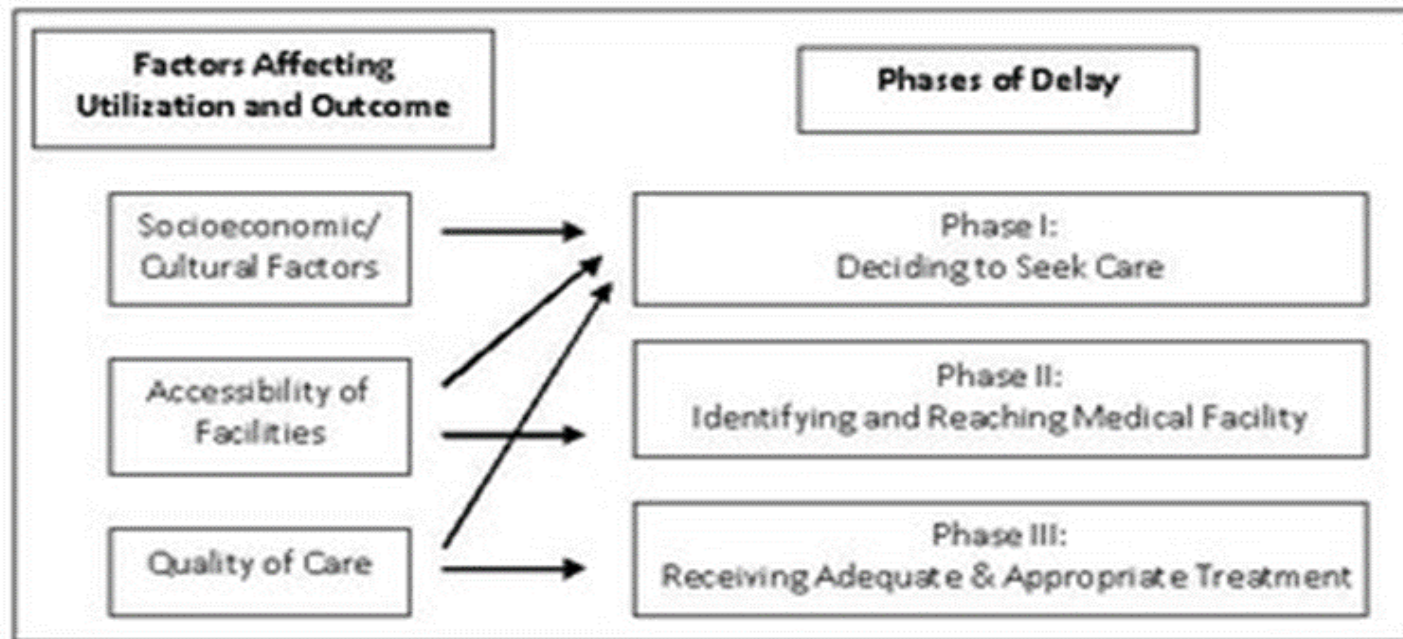 Factors Affecting
Utilization and Outcome
Phases of Delay
Socioeconomic/
Cultural Factors
Phase I:
Deciding to Seek Care
Accessibility of
Facilities
Phase II:
Identifying and Reaching Medical Facility
Quality of Care
Phase III:
Receiving Adequate & Appropriate Treatment